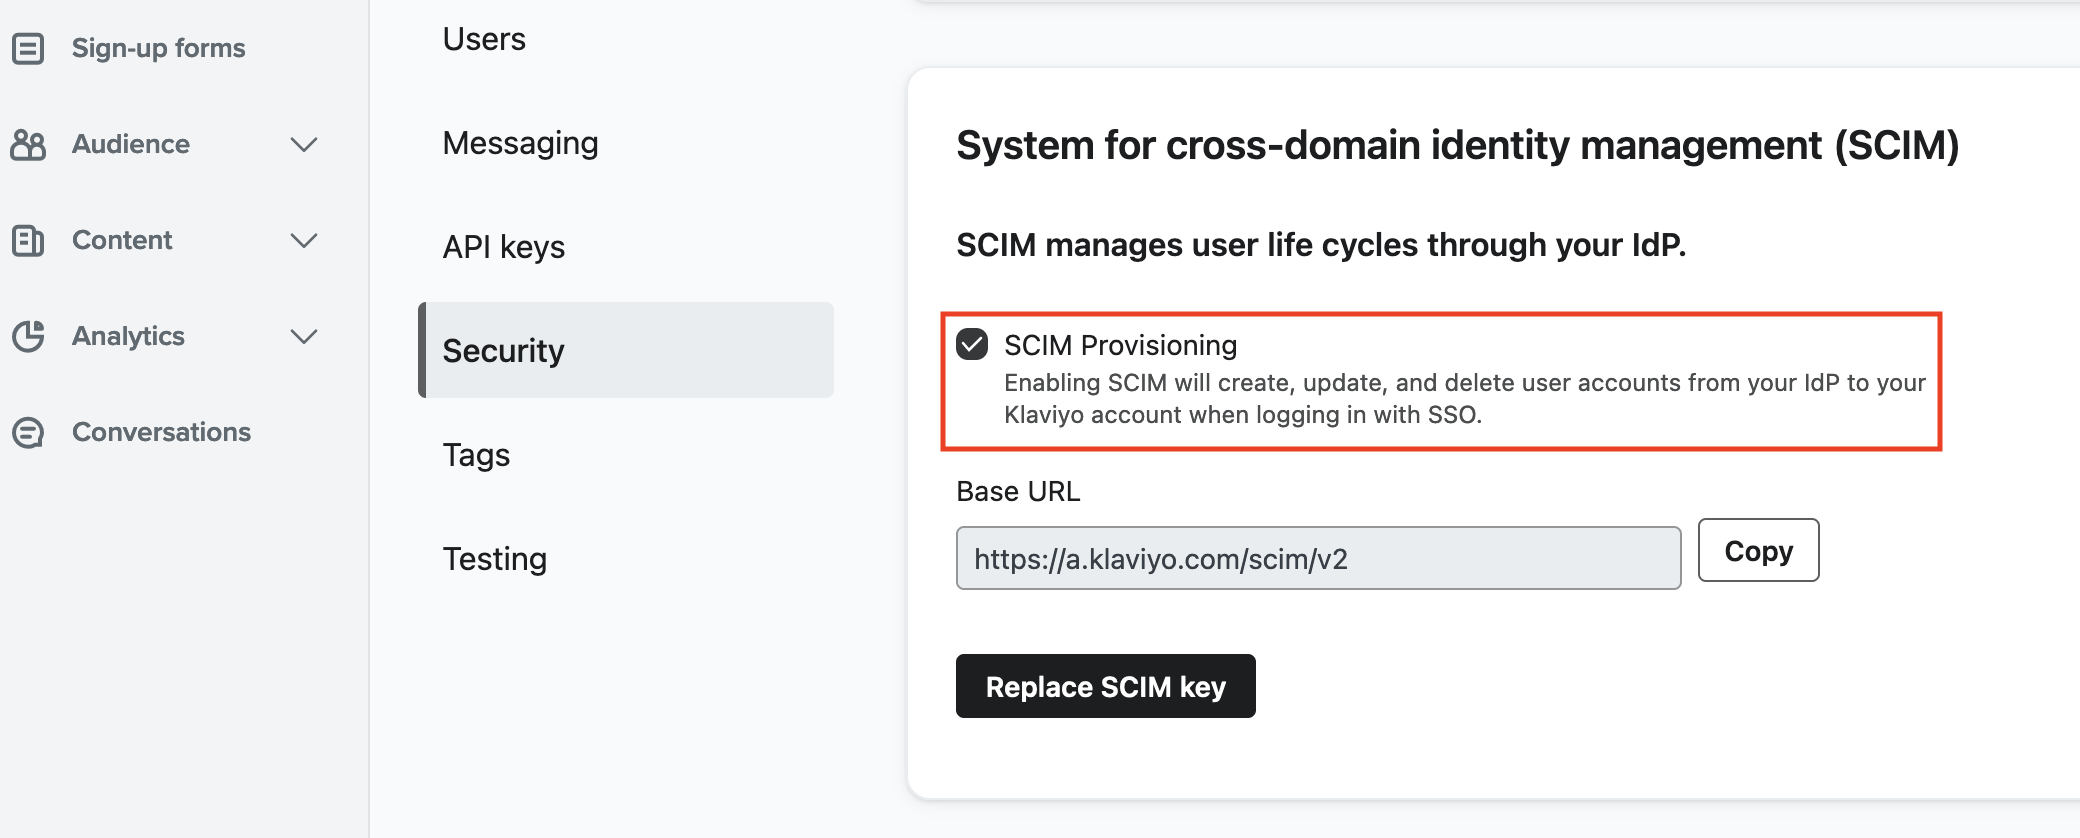 Sign-up forms
Audience
Content
Analytics
Conversations
Users
Messaging
API keys
Security
Tags
Testing
System for cross-domain identity management (SCIM)
SCIM manages user life cycles through your IdP.
SCIM Provisioning
Enabling SCIM will create, update, and delete user accounts from your IdP to your
Klaviyo account when logging in with SSO.
Base URL
https://a.klaviyo.com/scim/v2
Copy
Replace SCIM key